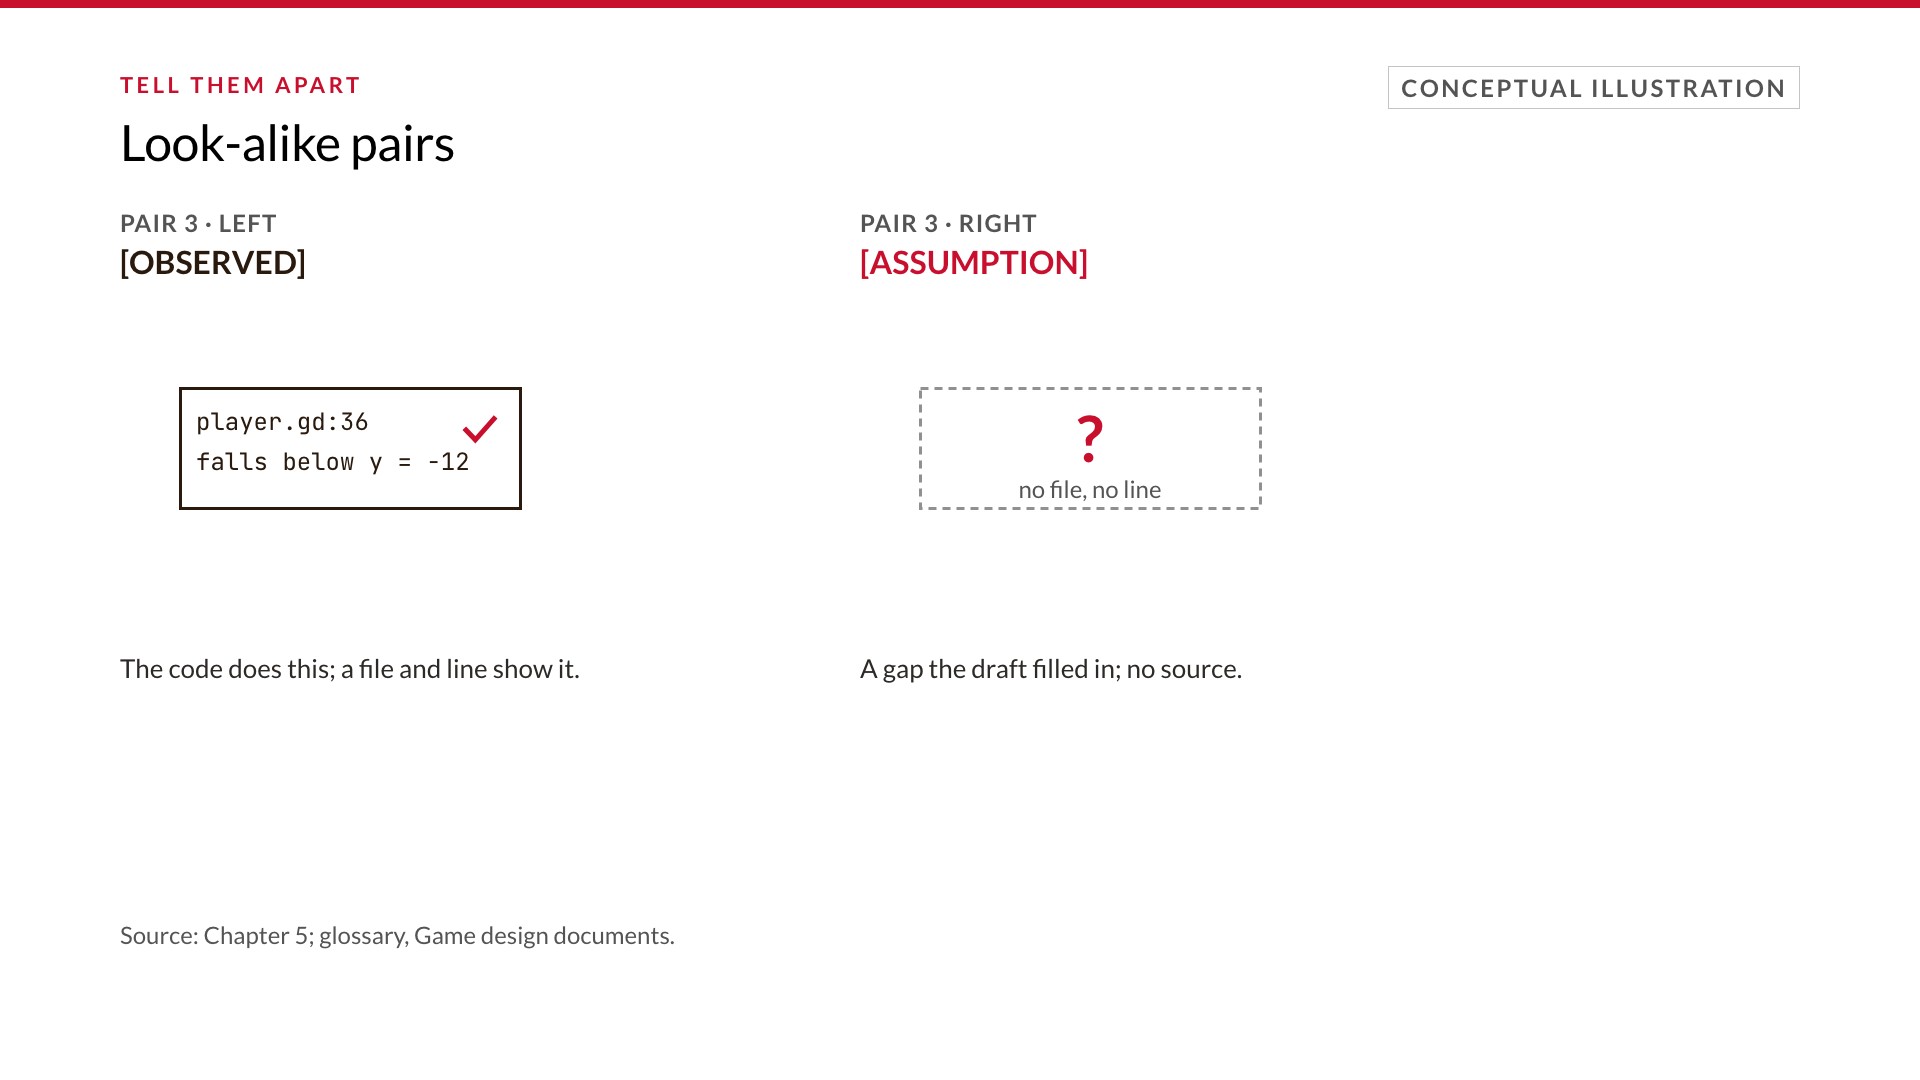 TELL THEM APART
CONCEPTUAL ILLUSTRATION
Look-alike pairs
PAIR 3 · LEFT
[OBSERVED]
player.gd:36
falls below y = -12
The code does this; a file and line show it.
PAIR 3 · RIGHT
[ASSUMPTION]
?
no file, no line
A gap the draft filled in; no source.
Source: Chapter 5; glossary, Game design documents.